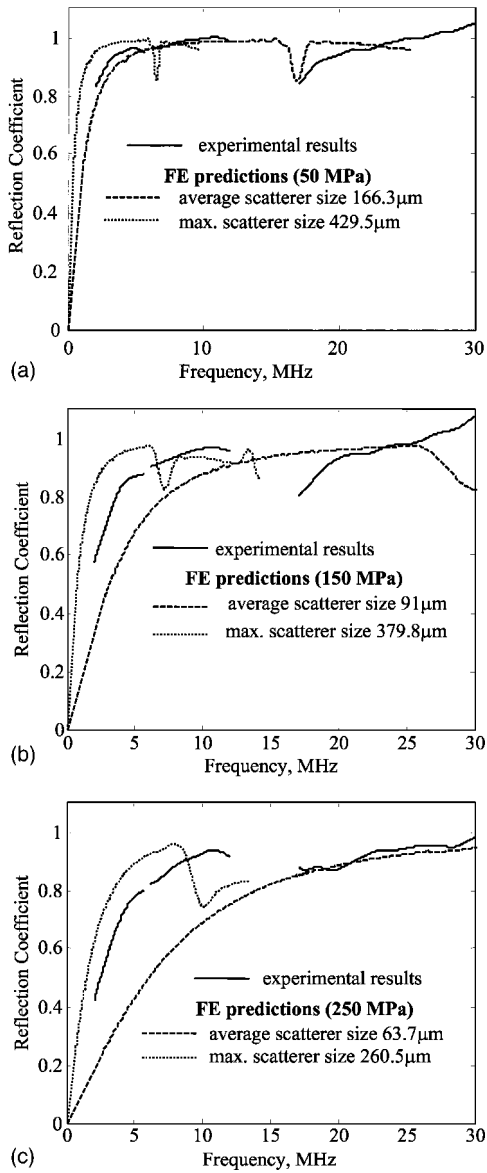 1
0.8
0.6
0.4
0.2
0
Reflection Coefficient
experimental results
FE predictions (50 MPa)
average scatterer size 166.3μm
max. scatterer size 429.5μm
0 5 10 15 20 25 30
Frequency, MHz
(a)
1
0.8
0.6
0.4
0.2
0
Reflection Coefficient
experimental results
FE predictions (150 MPa)
average scatterer size 91μm
max. scatterer size 379.8μm
0 5 10 15 20 25 30
Frequency, MHz
(b)
1
0.8
0.6
0.4
0.2
0
Reflection Coefficient
experimental results
FE predictions (250 MPa)
average scatterer size 63.7μm
max. scatterer size 260.5μm
0 5 10 15 20 25 30
Frequency, MHz
(c)